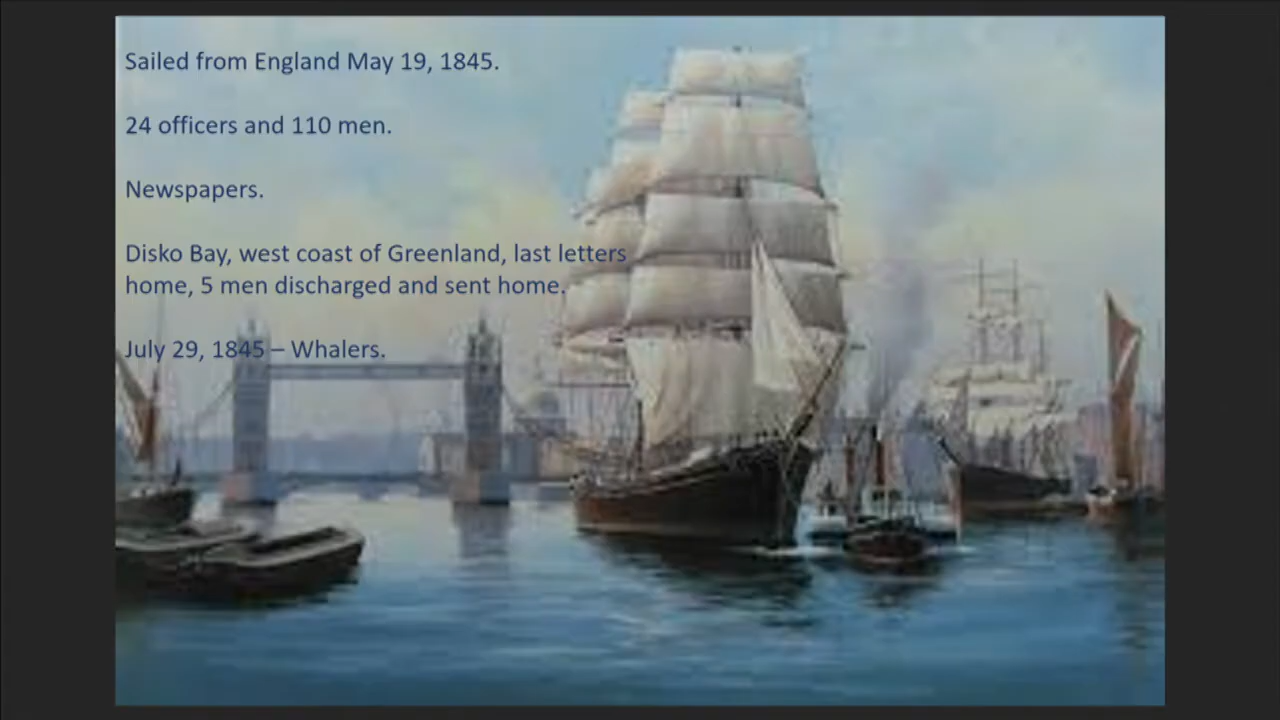 Sailed from England May 19, 1845.
24 officers and 110 men.
Newspapers.
Disko Bay, west coast of Greenland, last letters
home, 5 men discharged and sent home.
July 29, 1845 – Whalers.